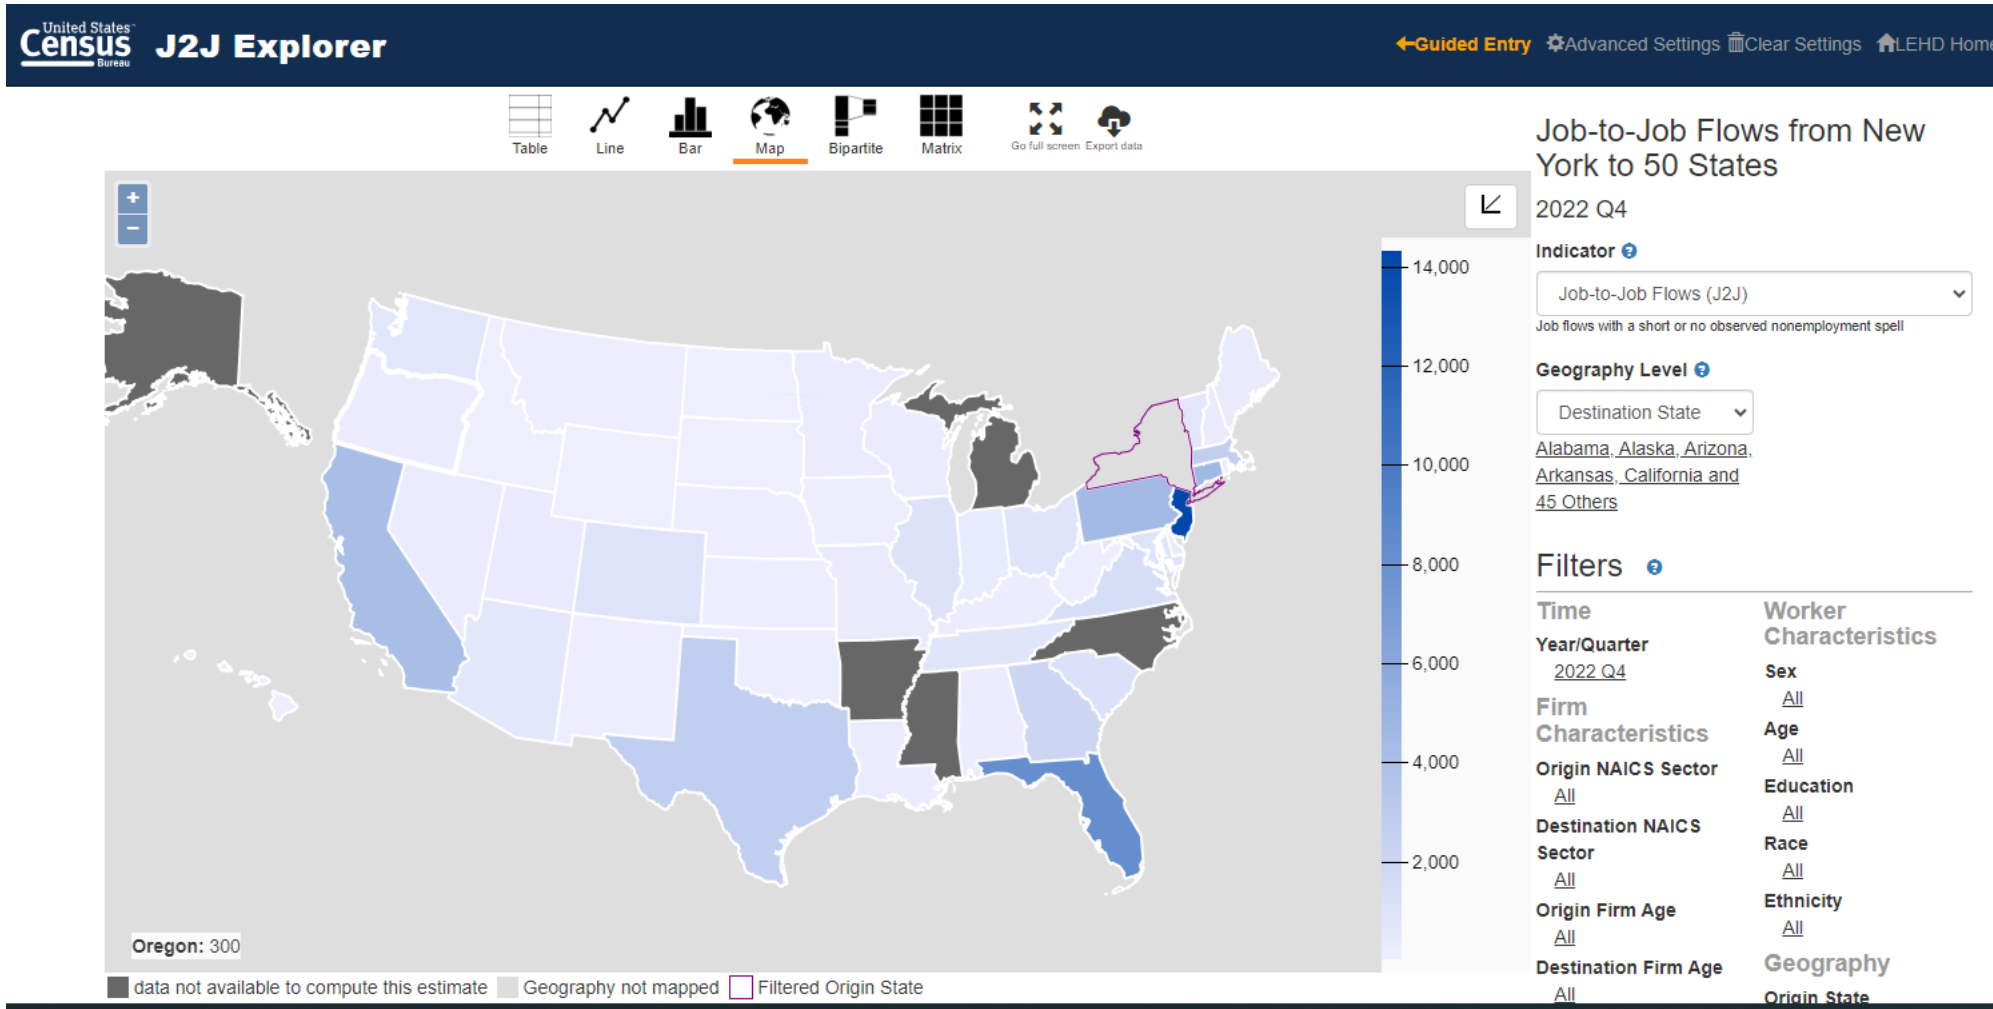 United States™
Census
Bureau
J2J Explorer
Guided Entry
Advanced Settings
Clear Settings
LEHD Home
Table
Line
Bar
Map
Bipartite
Matrix
Go full screen
Export data
+
−
14,000
12,000
10,000
8,000
6,000
4,000
2,000
Oregon: 300
data not available to compute this estimate
Geography not mapped
Filtered Origin State
Job-to-Job Flows from New
York to 50 States
2022 Q4
Indicator ?
Job-to-Job Flows (J2J)
Job flows with a short or no observed nonemployment spell
Geography Level ?
Destination State
Alabama, Alaska, Arizona,
Arkansas, California and
45 Others
Filters ?
Time
Year/Quarter
2022 Q4
Firm
Characteristics
Origin NAICS Sector
All
Destination NAICS
Sector
All
Origin Firm Age
All
Destination Firm Age
All
Worker
Characteristics
Sex
All
Age
All
Education
All
Race
All
Ethnicity
All
Geography
Origin State